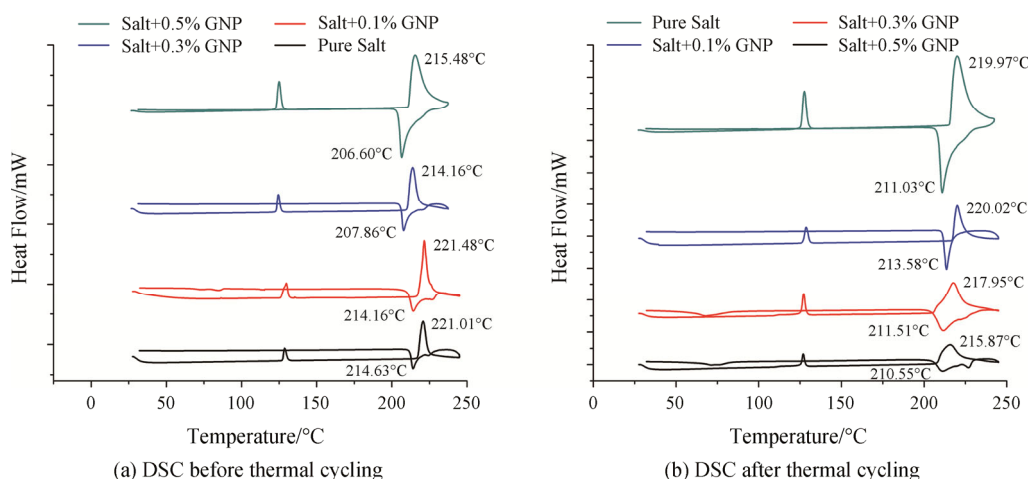 Salt+0.5% GNP
Salt+0.1% GNP
Salt+0.3% GNP
Pure Salt
215.48°C
206.60°C
214.16°C
207.86°C
221.48°C
214.16°C
221.01°C
214.63°C
Heat Flow/mW
0
50
100
150
200
250
Temperature/°C
(a) DSC before thermal cycling
Pure Salt
Salt+0.3% GNP
Salt+0.1% GNP
Salt+0.5% GNP
219.97°C
211.03°C
220.02°C
213.58°C
217.95°C
211.51°C
215.87°C
210.55°C
Heat Flow/mW
0
50
100
150
200
250
Temperature/°C
(b) DSC after thermal cycling